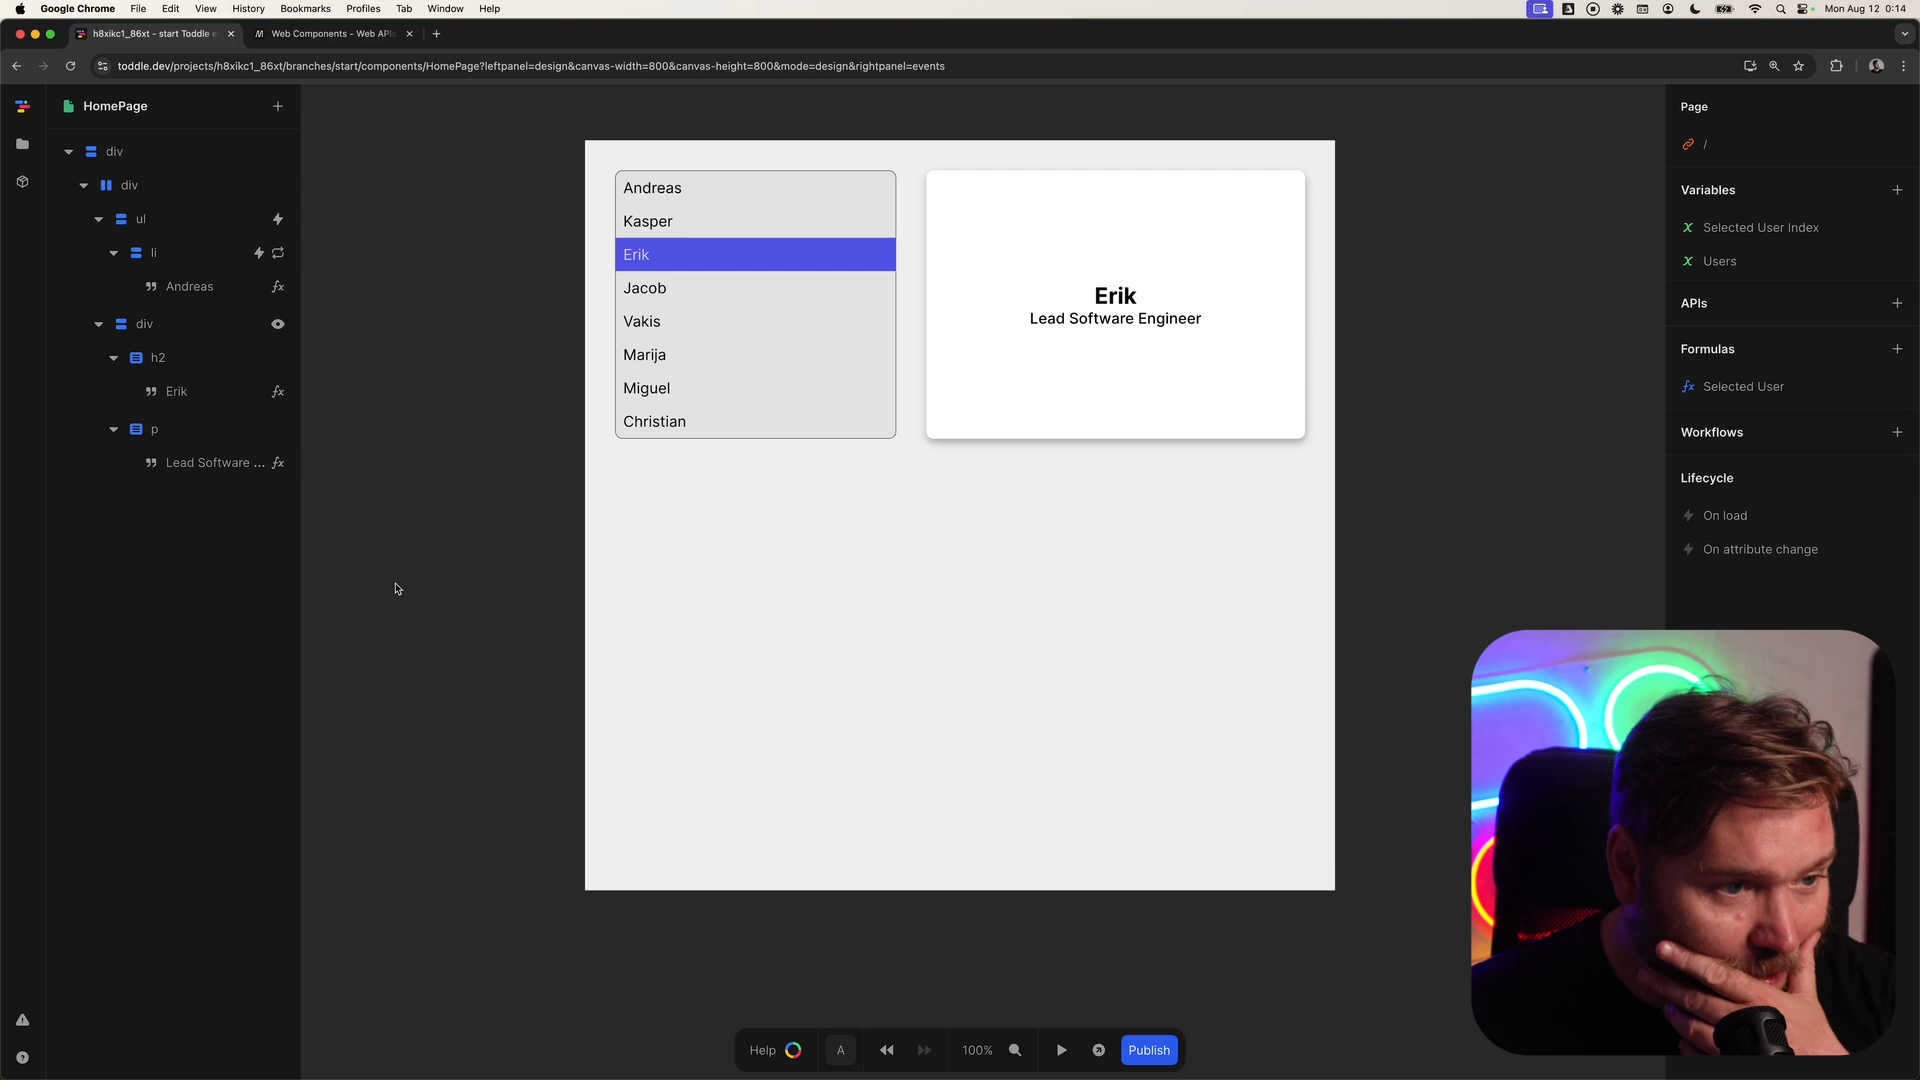 Google Chrome File Edit View History Bookmarks Profiles Tab Window Help Mon Aug 12 0:14
h8xikc1_86xt - start Toddle e
Web Components - Web APIs
toddle.dev/projects/h8xikc1_86xt/branches/start/components/HomePage?leftpanel=design&canvas-width=800&canvas-height=800&mode=design&rightpanel=events
HomePage
div
div
ul
li
Andreas
div
h2
Erik
p
Lead Software ...
Andreas
Kasper
Erik
Jacob
Vakis
Marija
Miguel
Christian
Erik
Lead Software Engineer
Page
/
Variables
Selected User Index
Users
APIs
Formulas
fx Selected User
Workflows
Lifecycle
On load
On attribute change
Help A 100% Publish